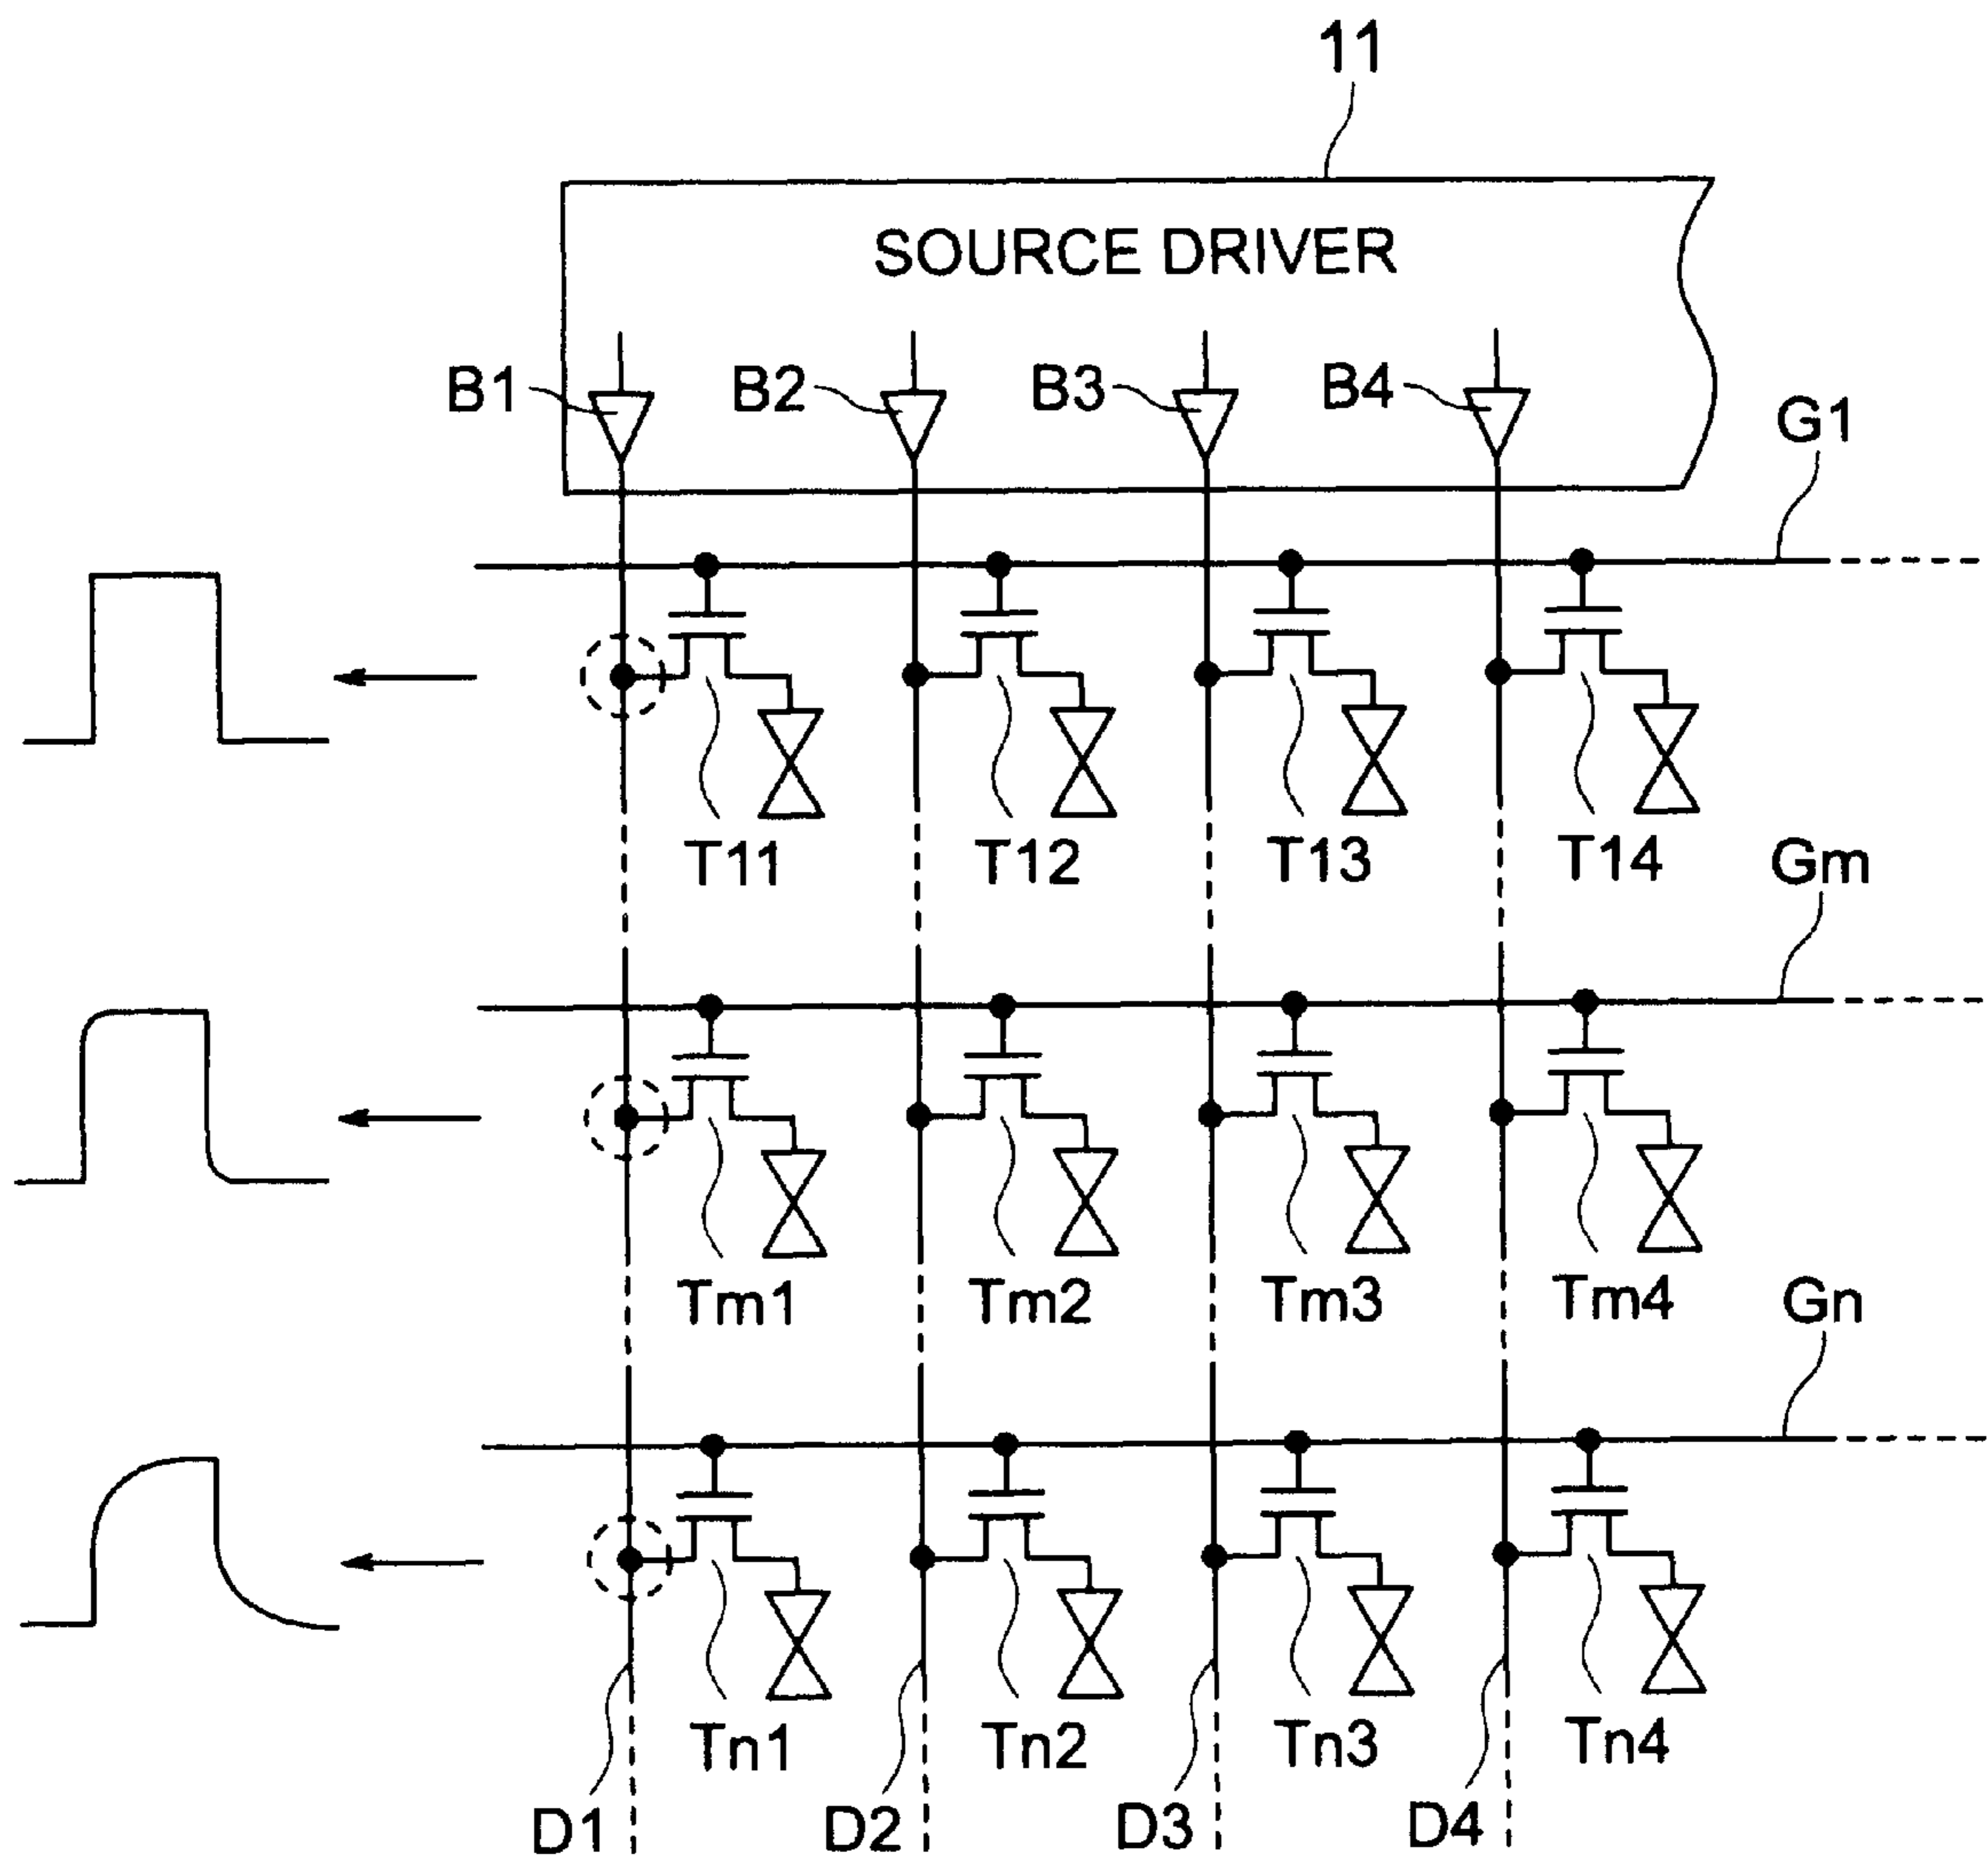 11
SOURCE DRIVER
B1 B2 B3 B4
G1
T11 T12 T13 T14
Gm
Tm1 Tm2 Tm3 Tm4
Gn
Tn1 Tn2 Tn3 Tn4
D1 D2 D3 D4